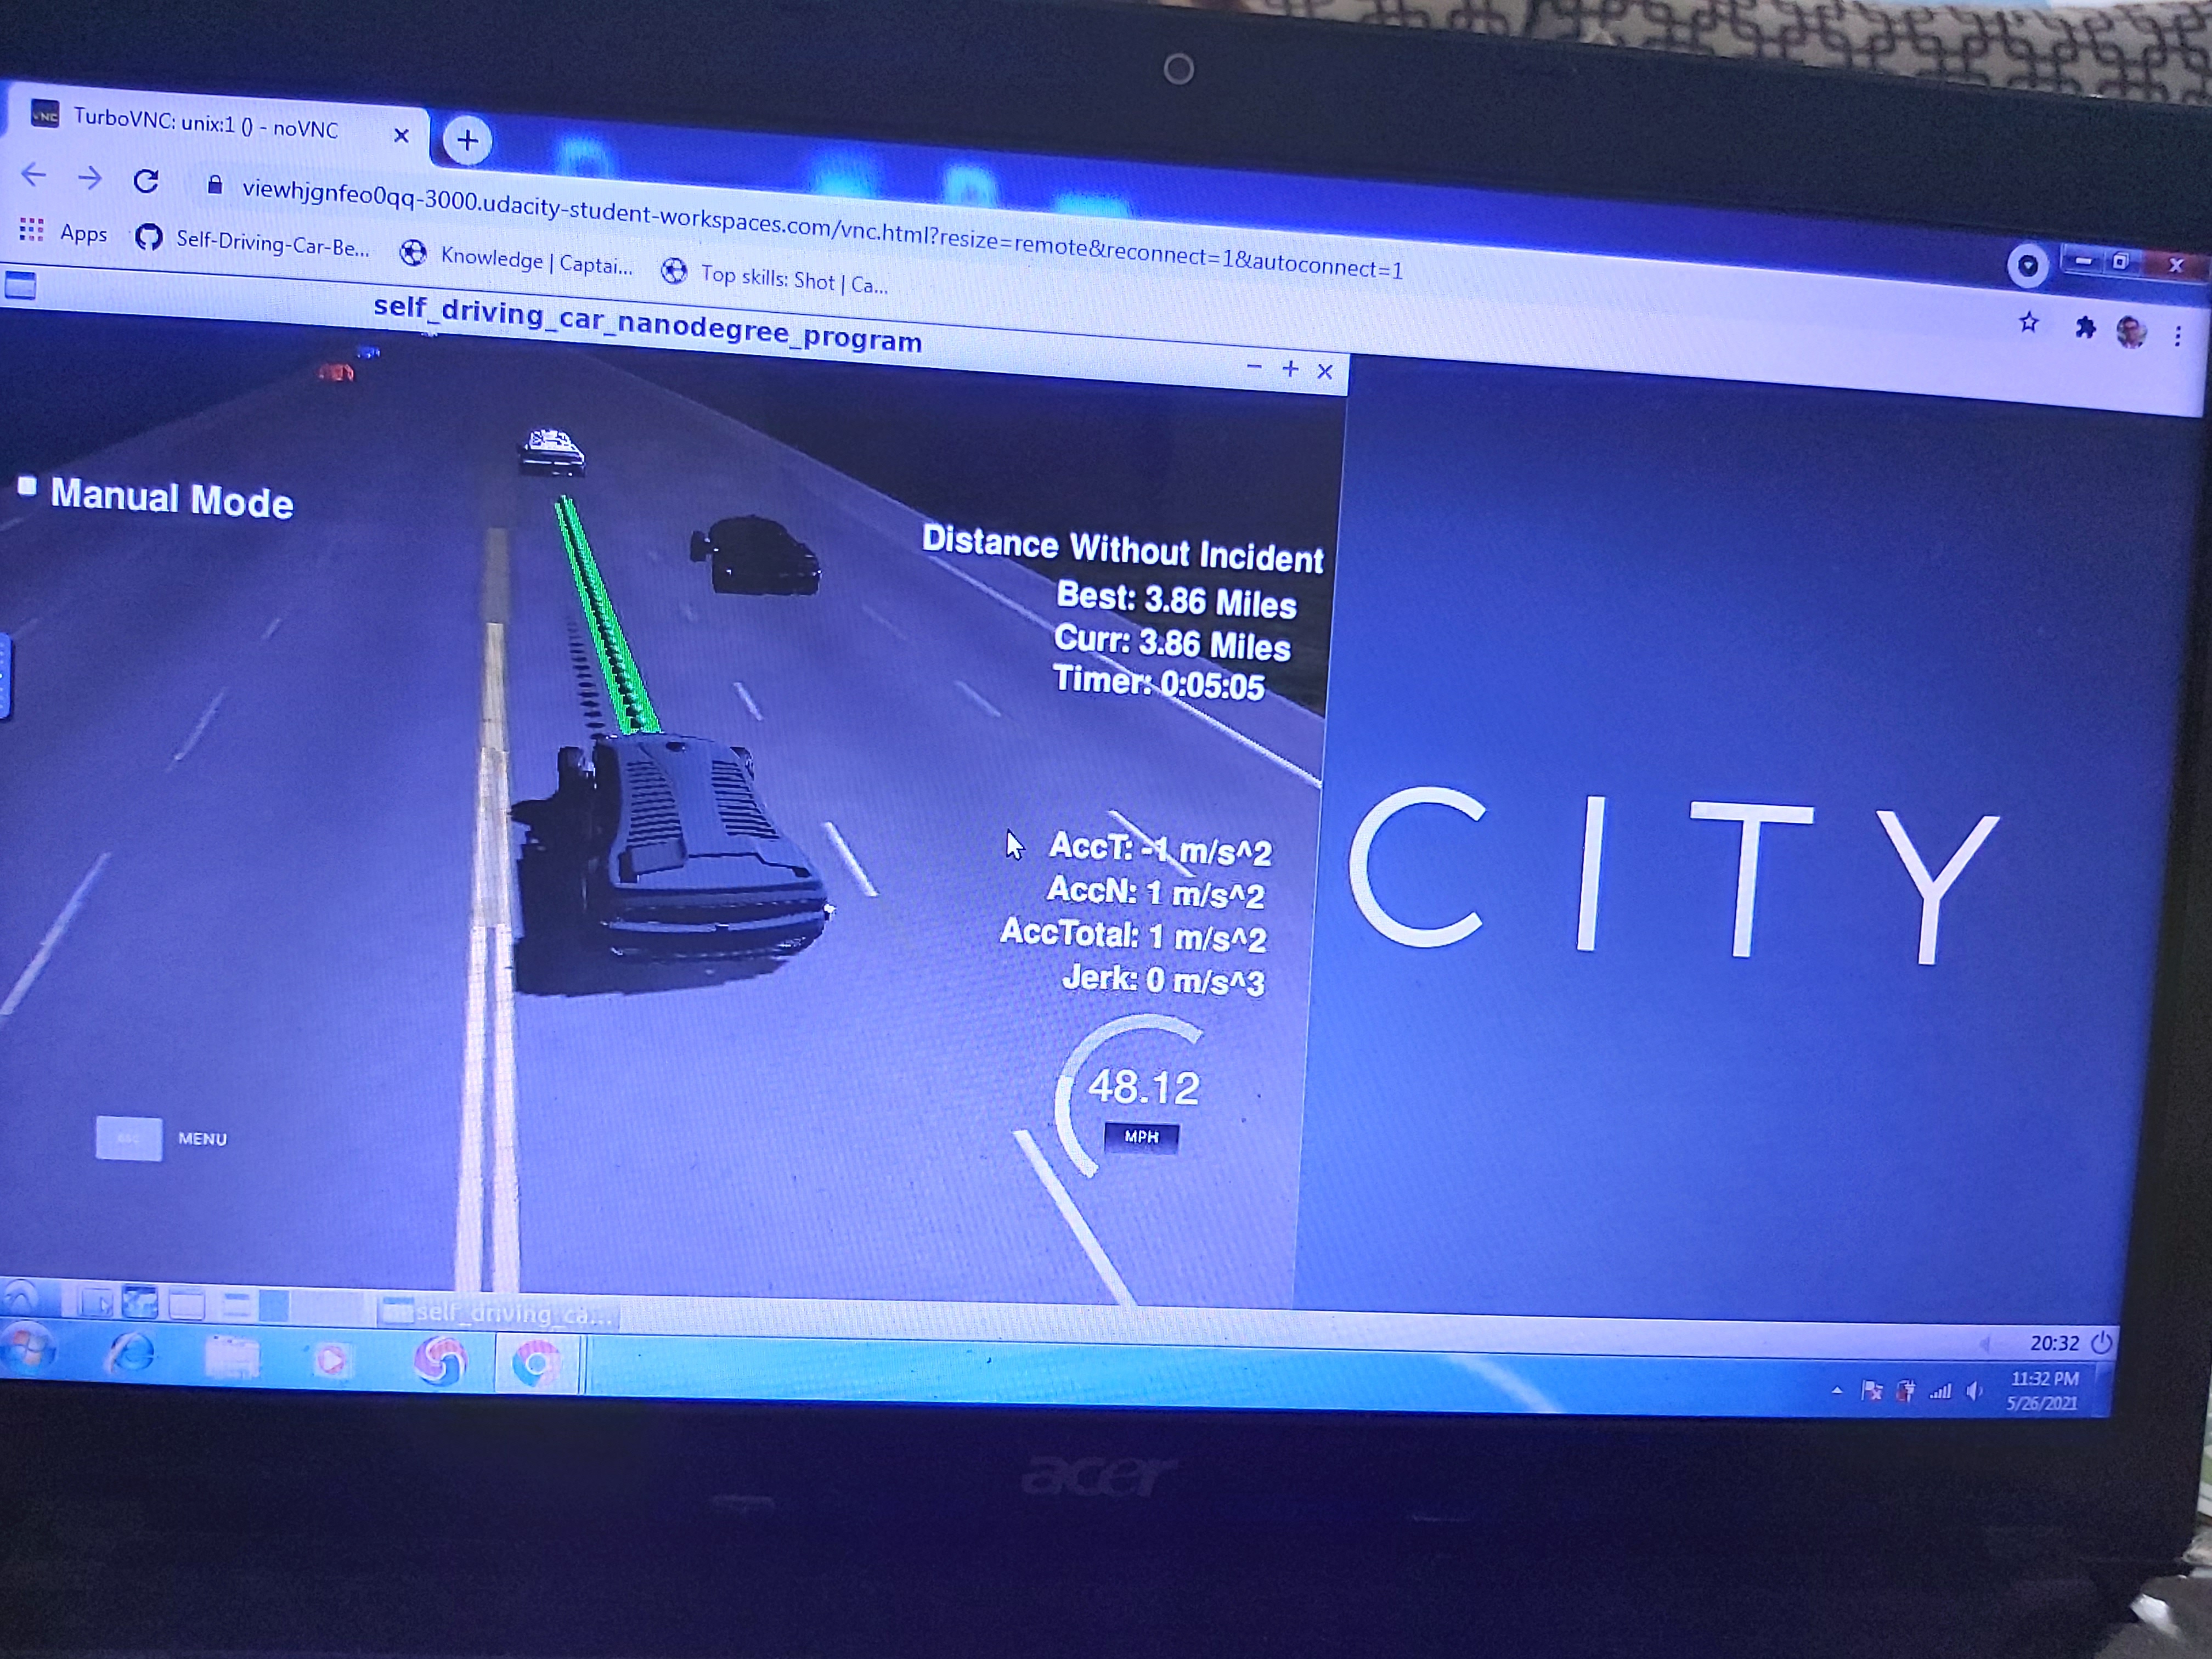 TurboVNC: unix:1 () - noVNC
viewhjgnfeo0qq-3000.udacity-student-workspaces.com/vnc.html?resize=remote&reconnect=1&autoconnect=1
Apps
Self-Driving-Car-Be...
Knowledge | Captai...
Top skills: Shot | Ca...
self_driving_car_nanodegree_program
Manual Mode
Distance Without Incident
Best: 3.86 Miles
Curr: 3.86 Miles
Timer: 0:05:05
AccT: -1 m/s^2
AccN: 1 m/s^2
AccTotal: 1 m/s^2
Jerk: 0 m/s^3
48.12
MPH
MENU
CITY
self_driving_ca...
20:32
11:32 PM
5/26/2021
acer